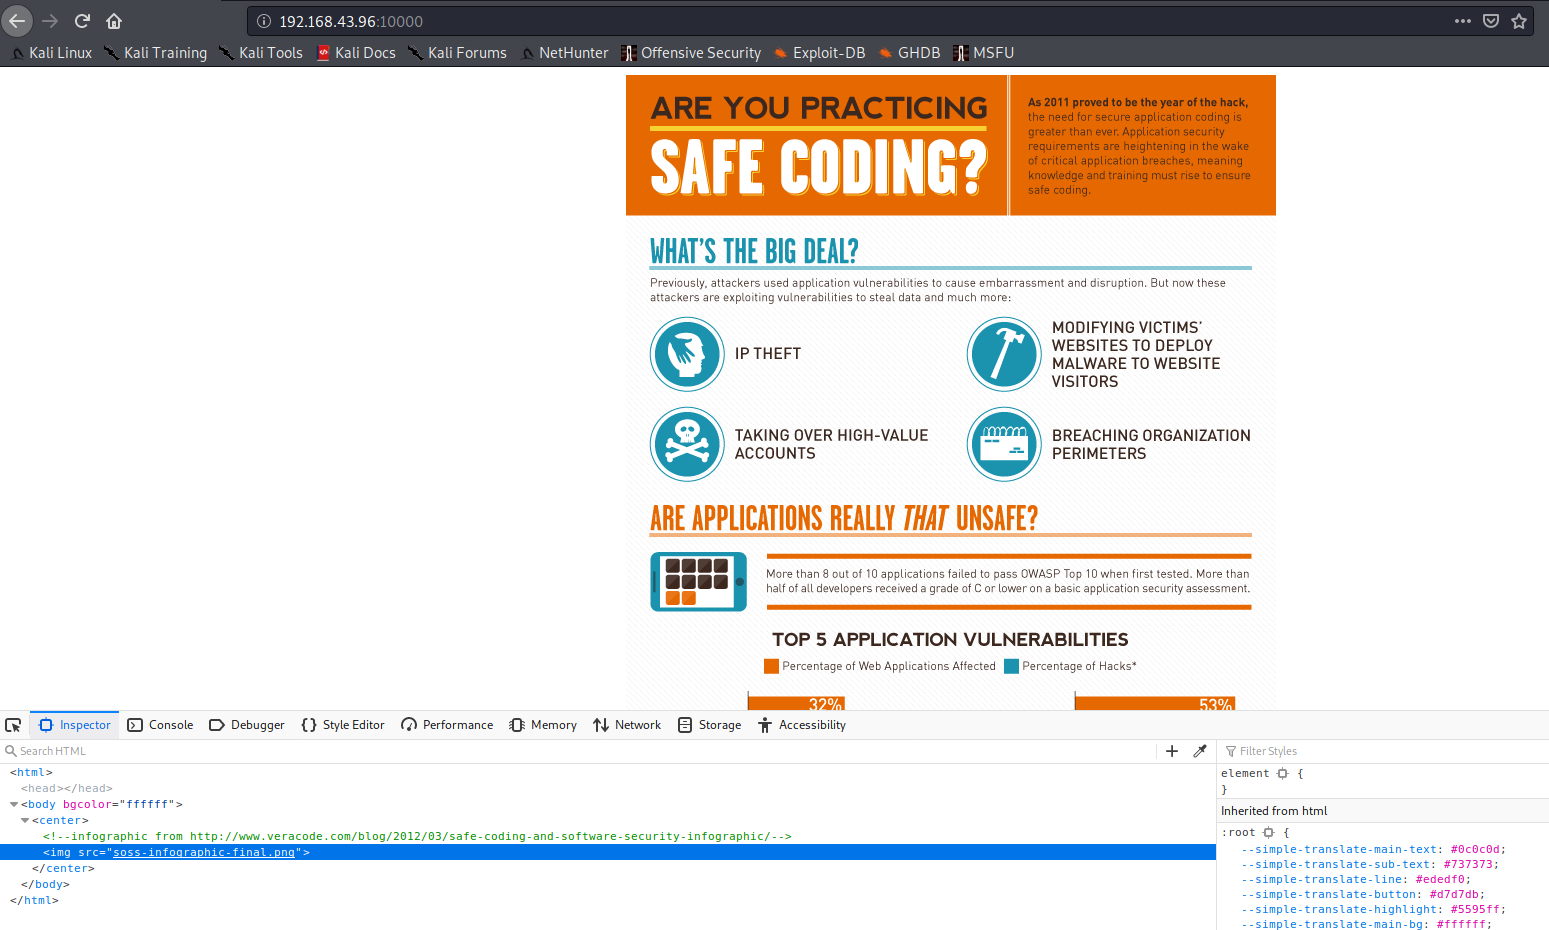 192.168.43.96:10000
Kali Linux Kali Training Kali Tools Kali Docs Kali Forums NetHunter Offensive Security Exploit-DB GHDB MSFU
ARE YOU PRACTICING
SAFE CODING?
As 2011 proved to be the year of the hack,
the need for secure application coding is
greater than ever. Application security
requirements are heightening in the wake
of critical application breaches, meaning
knowledge and training must rise to ensure
safe coding.
WHAT'S THE BIG DEAL?
Previously, attackers used application vulnerabilities to cause embarrassment and disruption. But now these
attackers are exploiting vulnerabilities to steal data and much more:
IP THEFT
MODIFYING VICTIMS'
WEBSITES TO DEPLOY
MALWARE TO WEBSITE
VISITORS
TAKING OVER HIGH-VALUE
ACCOUNTS
BREACHING ORGANIZATION
PERIMETERS
ARE APPLICATIONS REALLY THAT UNSAFE?
More than 8 out of 10 applications failed to pass OWASP Top 10 when first tested. More than
half of all developers received a grade of C or lower on a basic application security assessment.
TOP 5 APPLICATION VULNERABILITIES
Percentage of Web Applications Affected Percentage of Hacks*
32% 53%
Inspector Console Debugger Style Editor Performance Memory Network Storage Accessibility
Search HTML
<html>
<head></head>
<body bgcolor="ffffff">
<center>
<!--infographic from http://www.veracode.com/blog/2012/03/safe-coding-and-software-security-infographic/-->
<img src="soss-infographic-final.png">
</center>
</body>
</html>
Filter Styles
element {
}
Inherited from html
:root {
--simple-translate-main-text: #0c0c0d;
--simple-translate-sub-text: #737373;
--simple-translate-line: #ededf0;
--simple-translate-button: #d7d7db;
--simple-translate-highlight: #5595ff;
--simple-translate-main-bg: #ffffff;